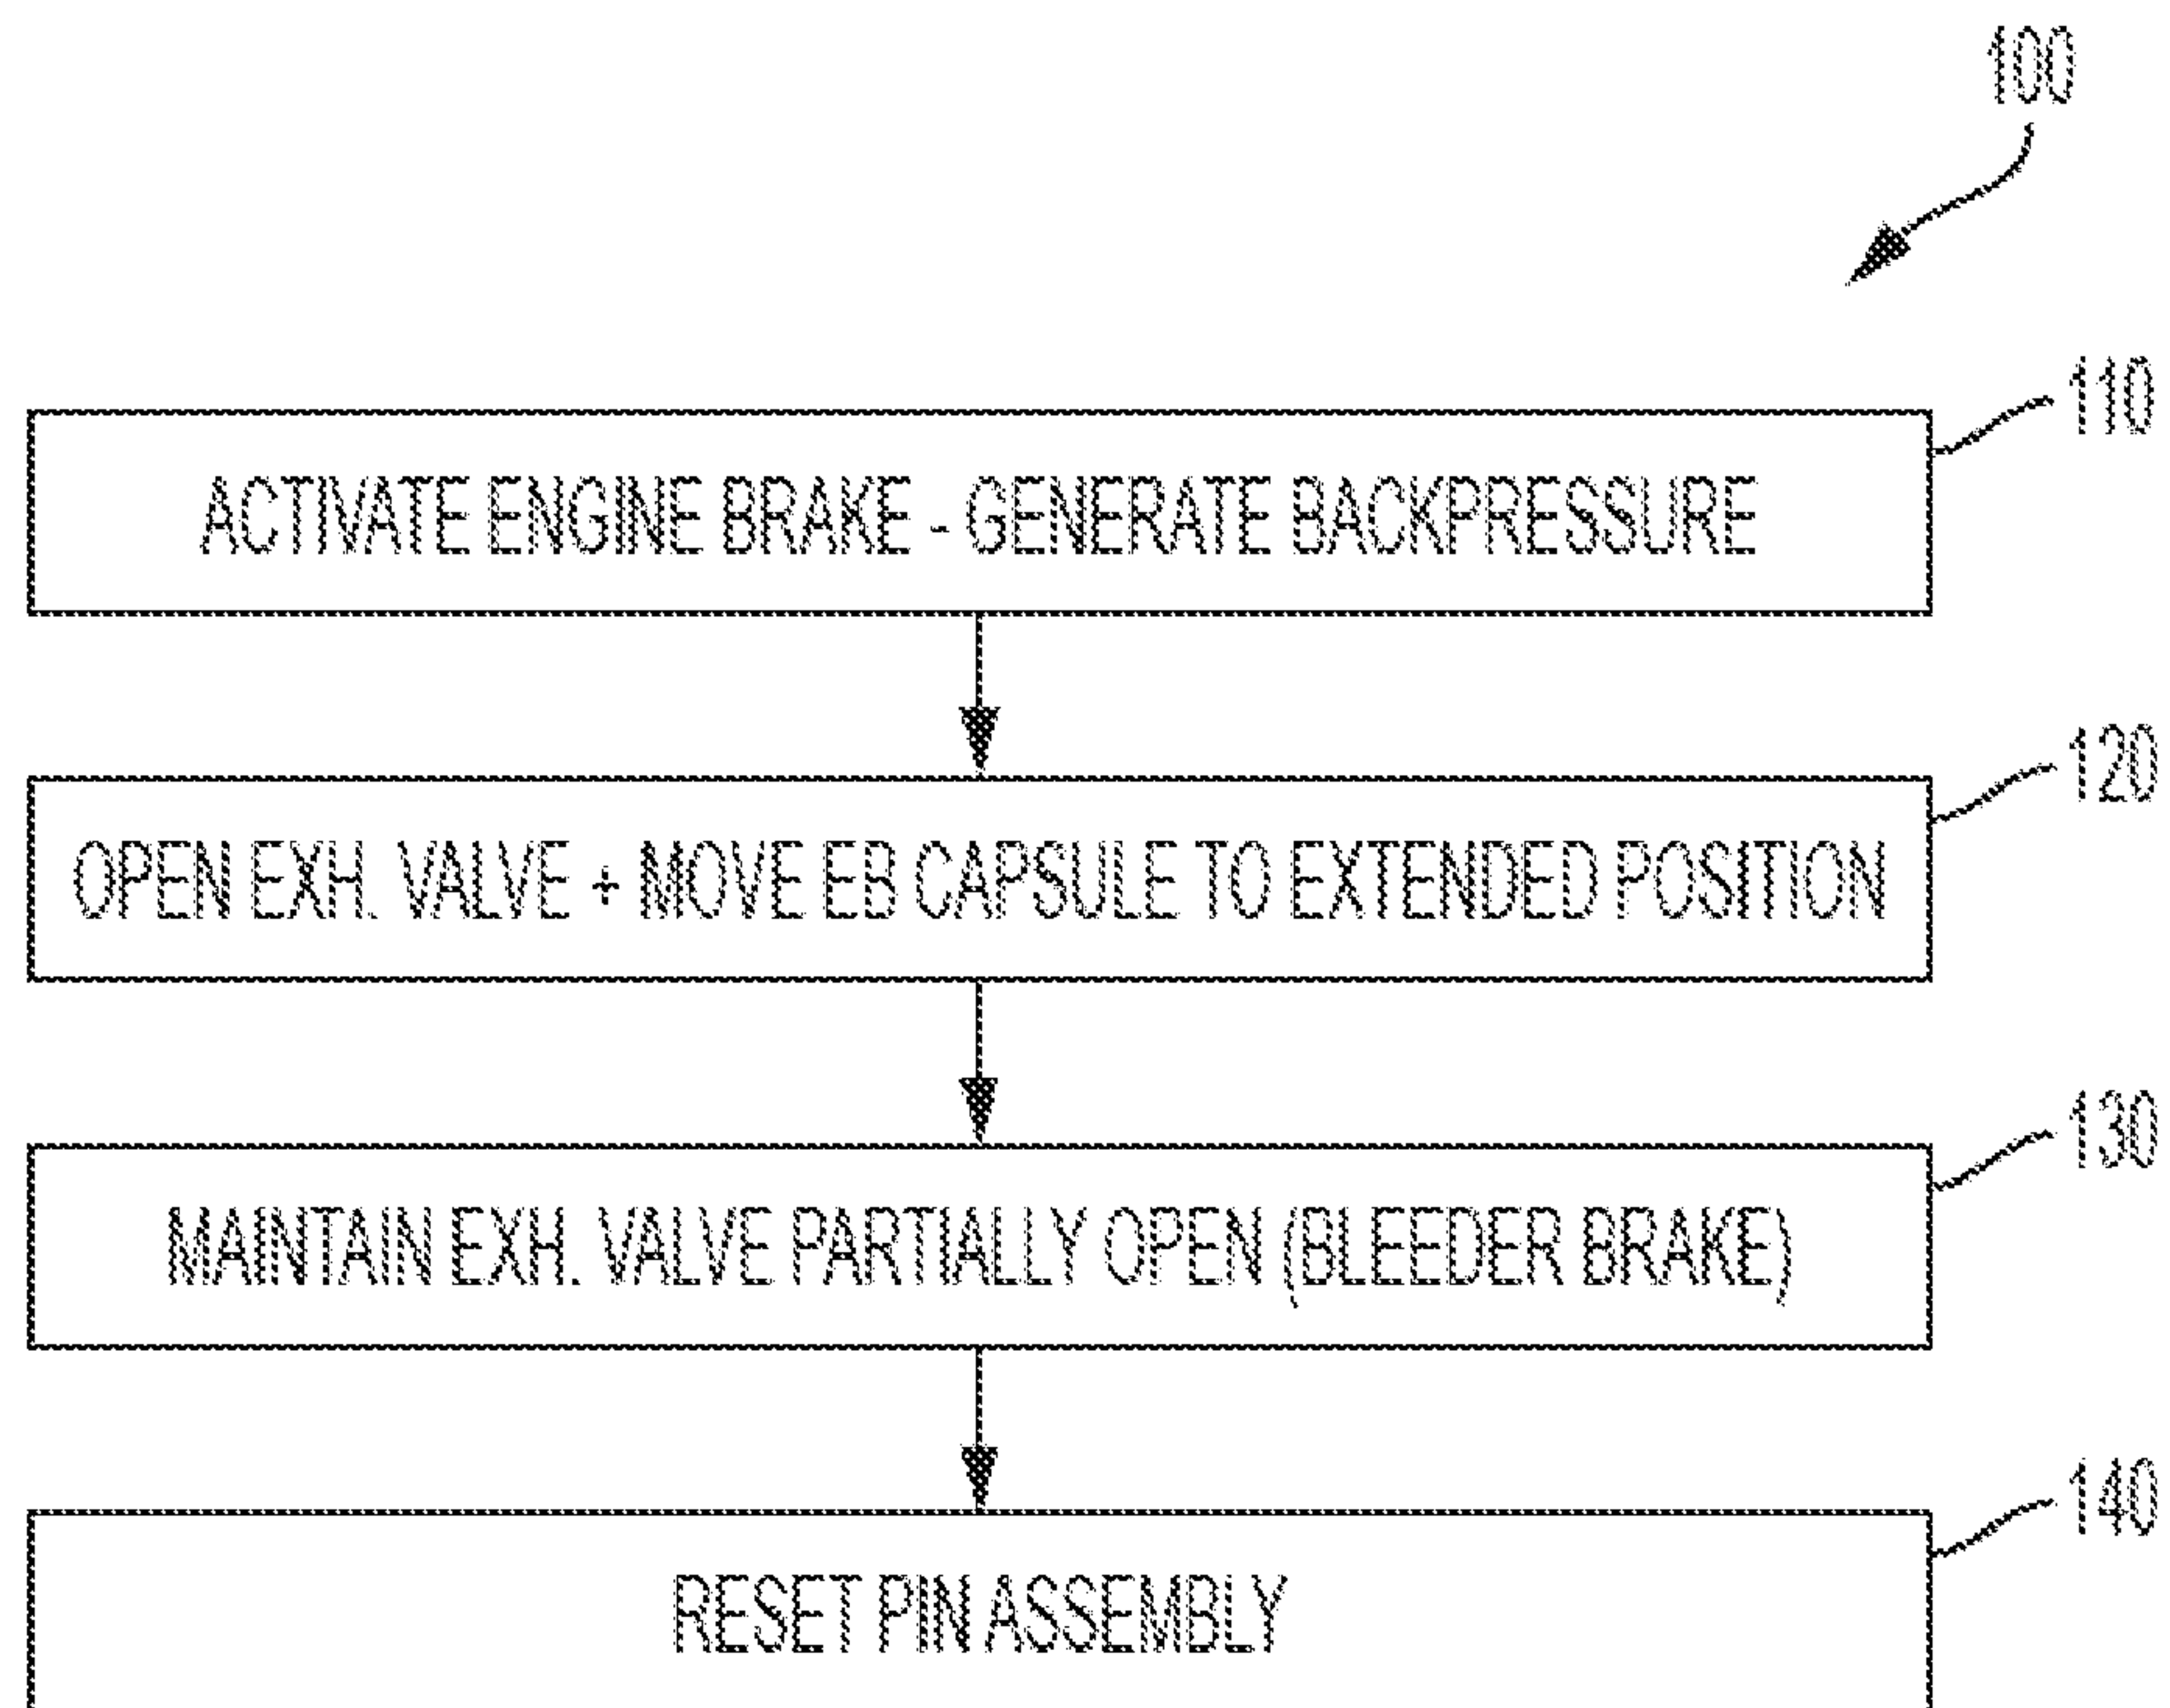 100
110
ACTIVATE ENGINE BRAKE - GENERATE BACKPRESSURE
120
OPEN EXH. VALVE + MOVE EB CAPSULE TO EXTENDED POSITION
130
MAINTAIN EXH. VALVE PARTIALLY OPEN (BLEEDER BRAKE)
140
RESET PIN ASSEMBLY